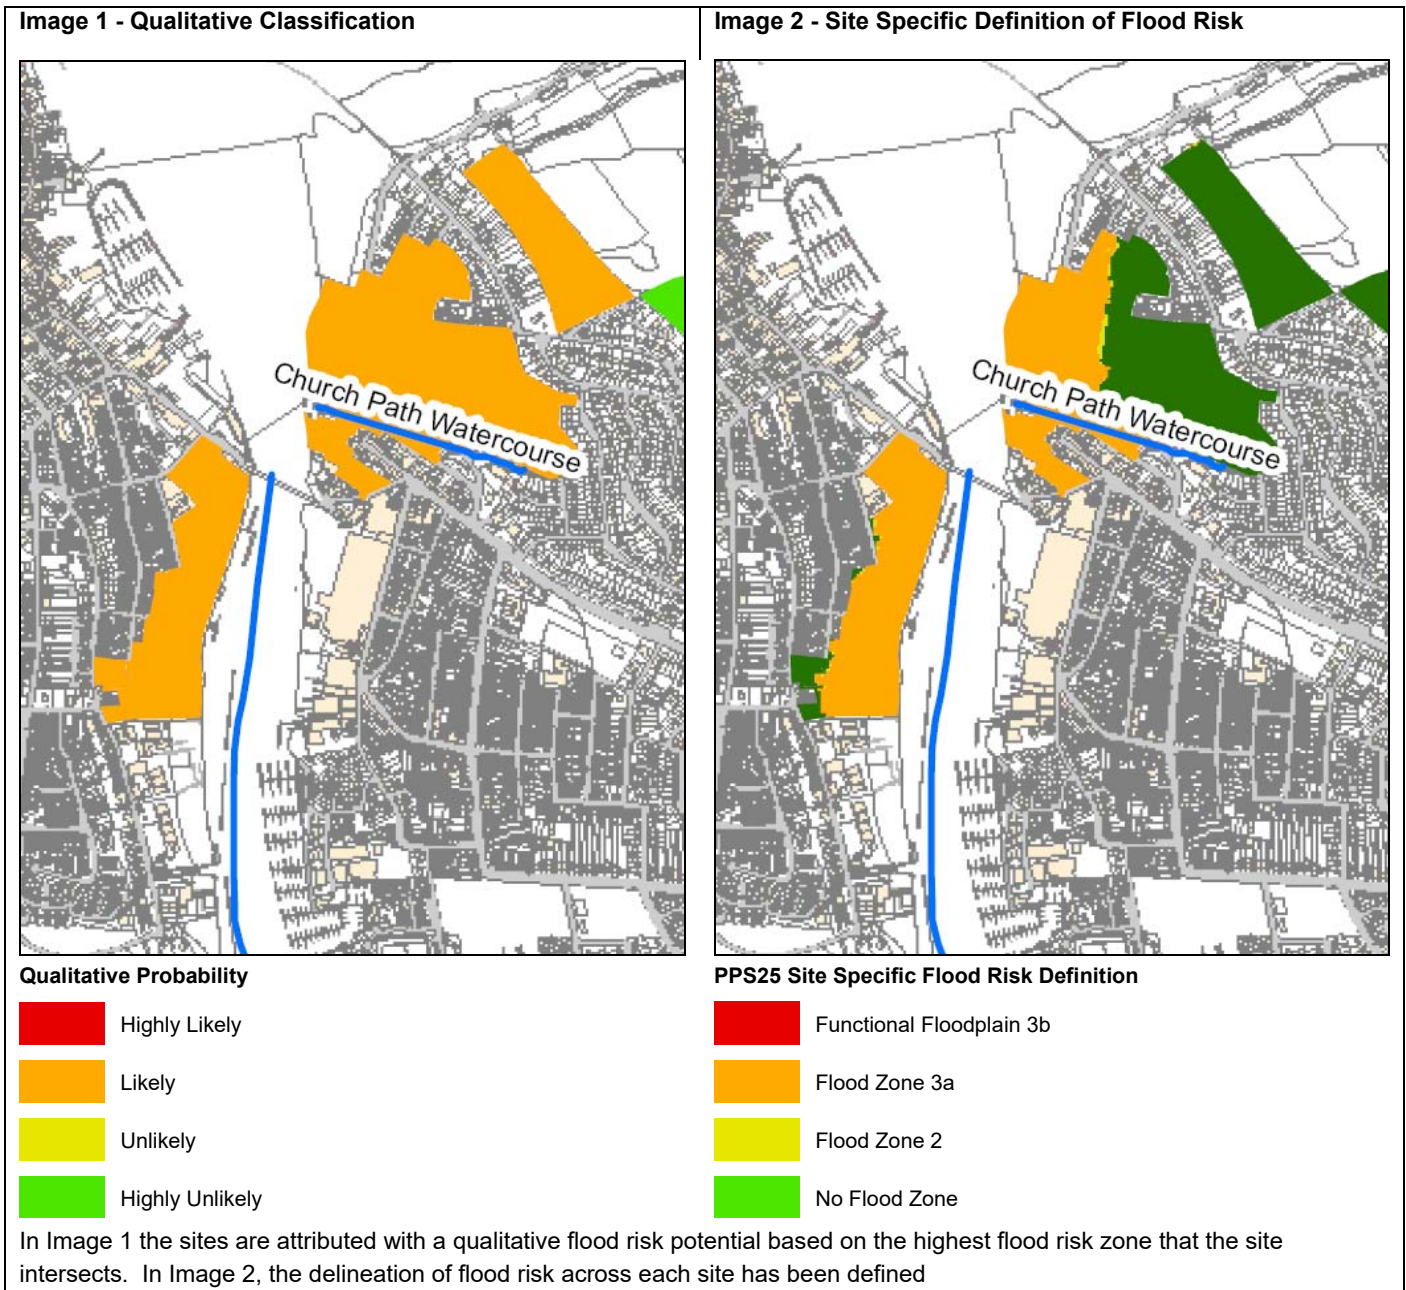 Image 1 - Qualitative Classification
Image 2 - Site Specific Definition of Flood Risk
Church Path Watercourse
Church Path Watercourse
Qualitative Probability
Highly Likely
Likely
Unlikely
Highly Unlikely
PPS25 Site Specific Flood Risk Definition
Functional Floodplain 3b
Flood Zone 3a
Flood Zone 2
No Flood Zone
In Image 1 the sites are attributed with a qualitative flood risk potential based on the highest flood risk zone that the site
intersects. In Image 2, the delineation of flood risk across each site has been defined